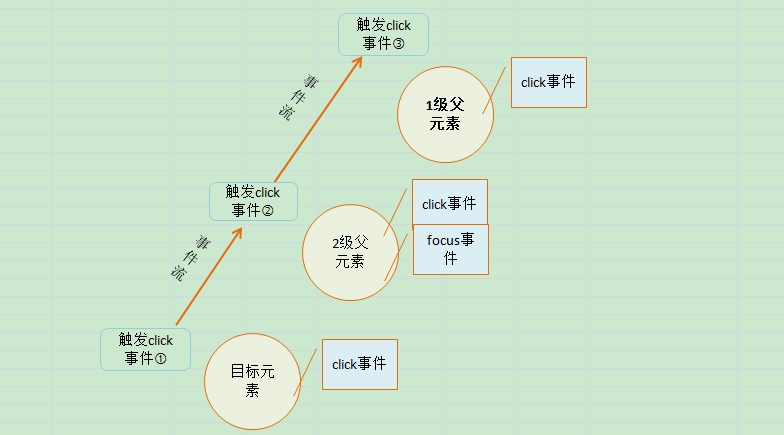 触发click
事件③
事件流
1级父
元素
click事件
触发click
事件②
事件流
2级父
元素
click事件
focus事
件
触发click
事件①
目标元
素
click事件